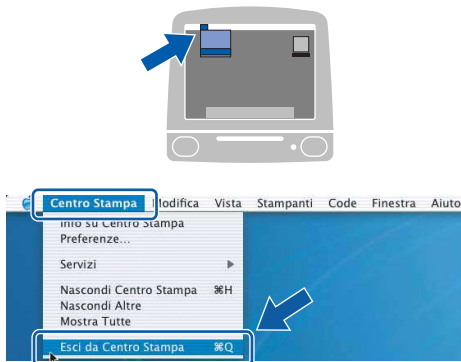 Centro Stampa Modifica Vista Stampanti Code Finestra Aiuto
Info su Centro Stampa
Preferenze...
Servizi
Nascondi Centro Stampa ⌘H
Nascondi Altre
Mostra Tutte
Esci da Centro Stampa ⌘Q